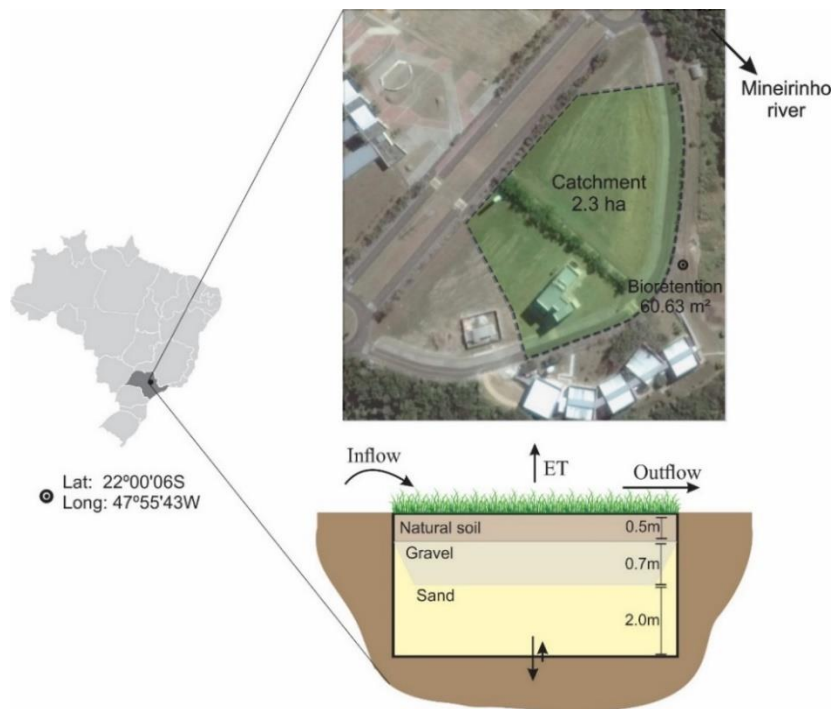 Mineirinho
river
Catchment
2.3 ha
Bioretention
60.63 m²
Lat: 22º00'06S
Long: 47º55'43W
Inflow
ET
Outflow
Natural soil
0.5m
Gravel
0.7m
Sand
2.0m